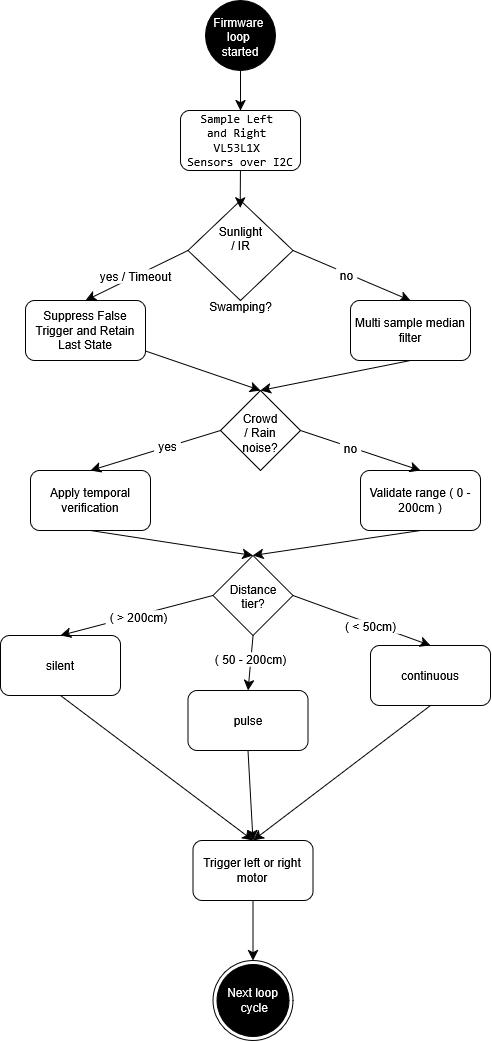 Firmware
loop
started
Sample Left
and Right
VL53L1X
Sensors over I2C
Sunlight
/ IR
Swamping?
yes / Timeout
no
Suppress False
Trigger and Retain
Last State
Multi sample median
filter
Crowd
/ Rain
noise?
yes
no
Apply temporal
verification
Validate range ( 0 -
200cm )
Distance
tier?
( > 200cm)
( 50 - 200cm)
( < 50cm)
silent
pulse
continuous
Trigger left or right
motor
Next loop
cycle